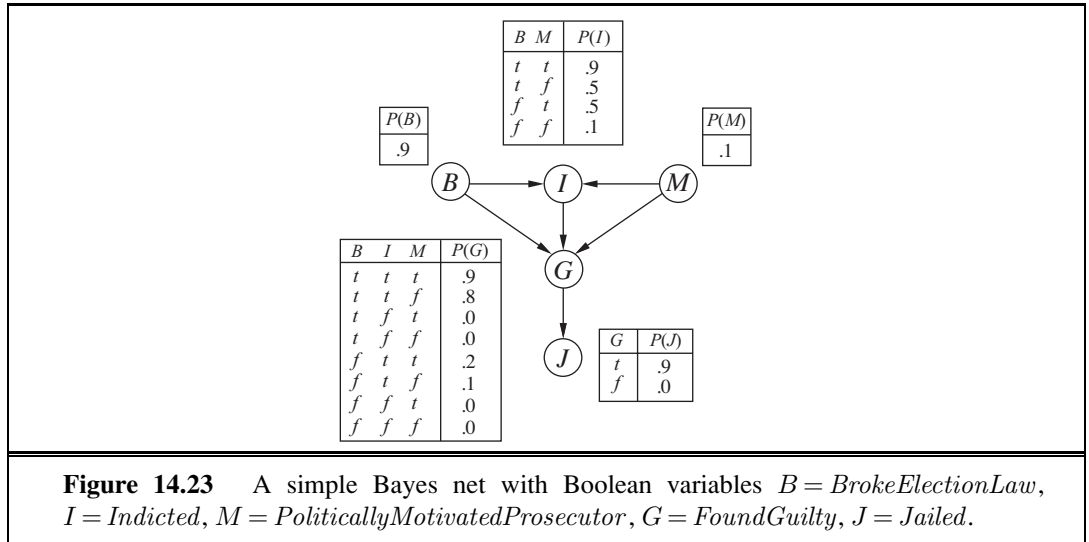 B M P(I)
t t .9
t f .5
f t .5
f f .1
P(B)
.9
P(M)
.1
B
I
M
B I M P(G)
t t t .9
t t f .8
t f t .0
t f f .0
f t t .2
f t f .1
f f t .0
f f f .0
G
J
G P(J)
t .9
f .0
Figure 14.23 A simple Bayes net with Boolean variables B = BrokeElectionLaw,
I = Indicted, M = PoliticallyMotivatedProsecutor, G = FoundGuilty, J = Jailed.